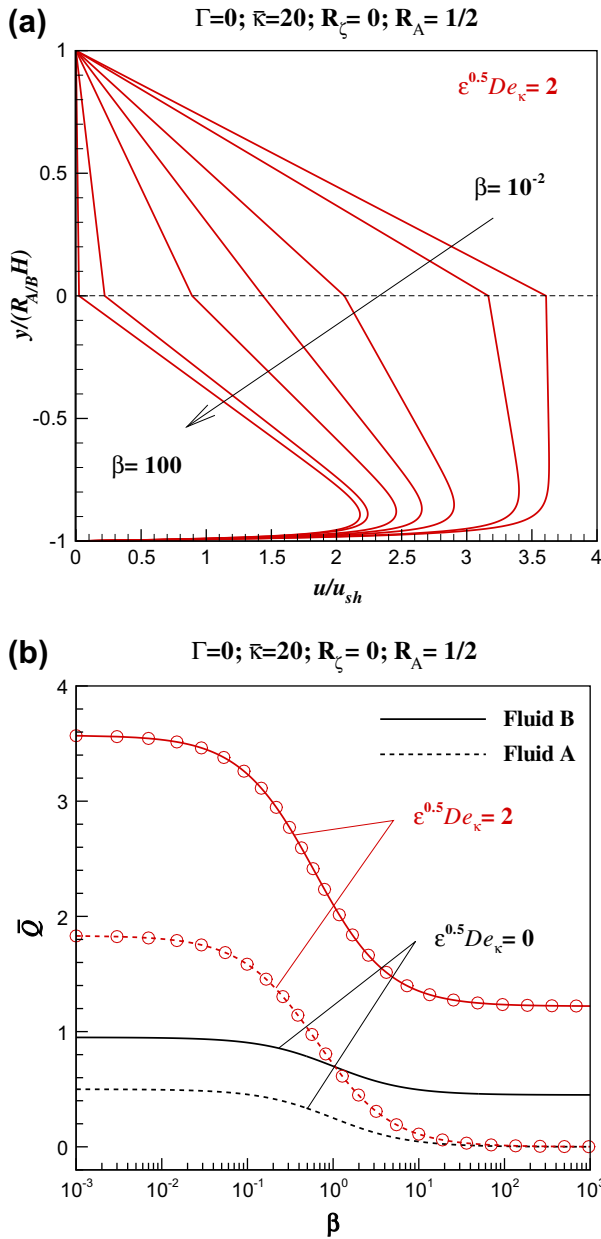 (a)
Γ=0; κ̄=20; R_ζ= 0; R_A= 1/2
ε^0.5De_κ= 2
β= 10^-2
β= 100
y/(R_A/B H)
1
0.5
0
-0.5
-1
0 0.5 1 1.5 2 2.5 3 3.5 4
u/u_sh
(b)
Γ=0; κ̄=20; R_ζ= 0; R_A= 1/2
Fluid B
Fluid A
ε^0.5De_κ= 2
ε^0.5De_κ= 0
Q̄
4
3
2
1
0
10^-3 10^-2 10^-1 10^0 10^1 10^2 10^3
β